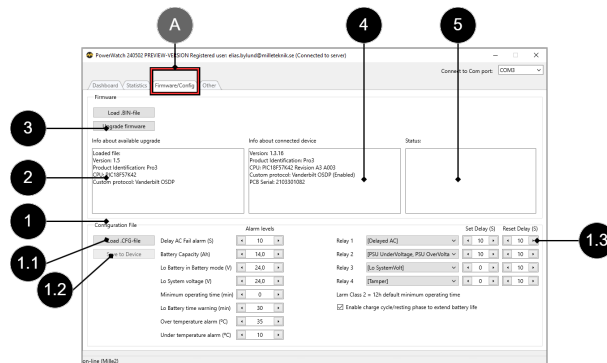 A
4
5
PowerWatch 240502 PREVIEW-VERSION Registered user: elias.bylund@milleteknik.se (Connected to server)
Connect to Com port: COM3
Dashboard Statistics Firmware/Config Other
Firmware
Load .BIN-file
3
Upgrade firmware
Info about available upgrade Info about connected device Status:
Loaded file: Version: 1.3.16
Version: 1.5 Product Identification: Pro3
Product Identification: Pro3 CPU: PIC18F57K42 Revision A3 A003
2
CPU: PIC18F57K42 Custom protocol: Vanderbilt OSDP (Enabled)
Custom protocol: Vanderbilt OSDP PCB Serial: 2103301082
1
Configuration File Alarm levels Set Delay (S) Reset Delay (S)
1.1
Load .CFG-file Delay AC Fail alarm (S) 10 Relay 1 [Delayed AC] 10 10
1.3
1.2
Save to Device Battery Capacity (Ah) 14,0 Relay 2 [PSU UnderVoltage, PSU OverVolta 10 10
Lo Battery in Battery mode (V) 24,0 Relay 3 [Lo SystemVolt] 0 10
Lo System voltage (V) 24,0 Relay 4 [Tamper] 0 10
Minimum operating time (min) 0 Larm Class 2 = 12h default minimum operating time
Lo Battery time warning (min) 30 Enable charge cycle/resting phase to extend battery life
Over temperature alarm (ºC) 35
Under temperature alarm (ºC) 10
on-line (Mille2)